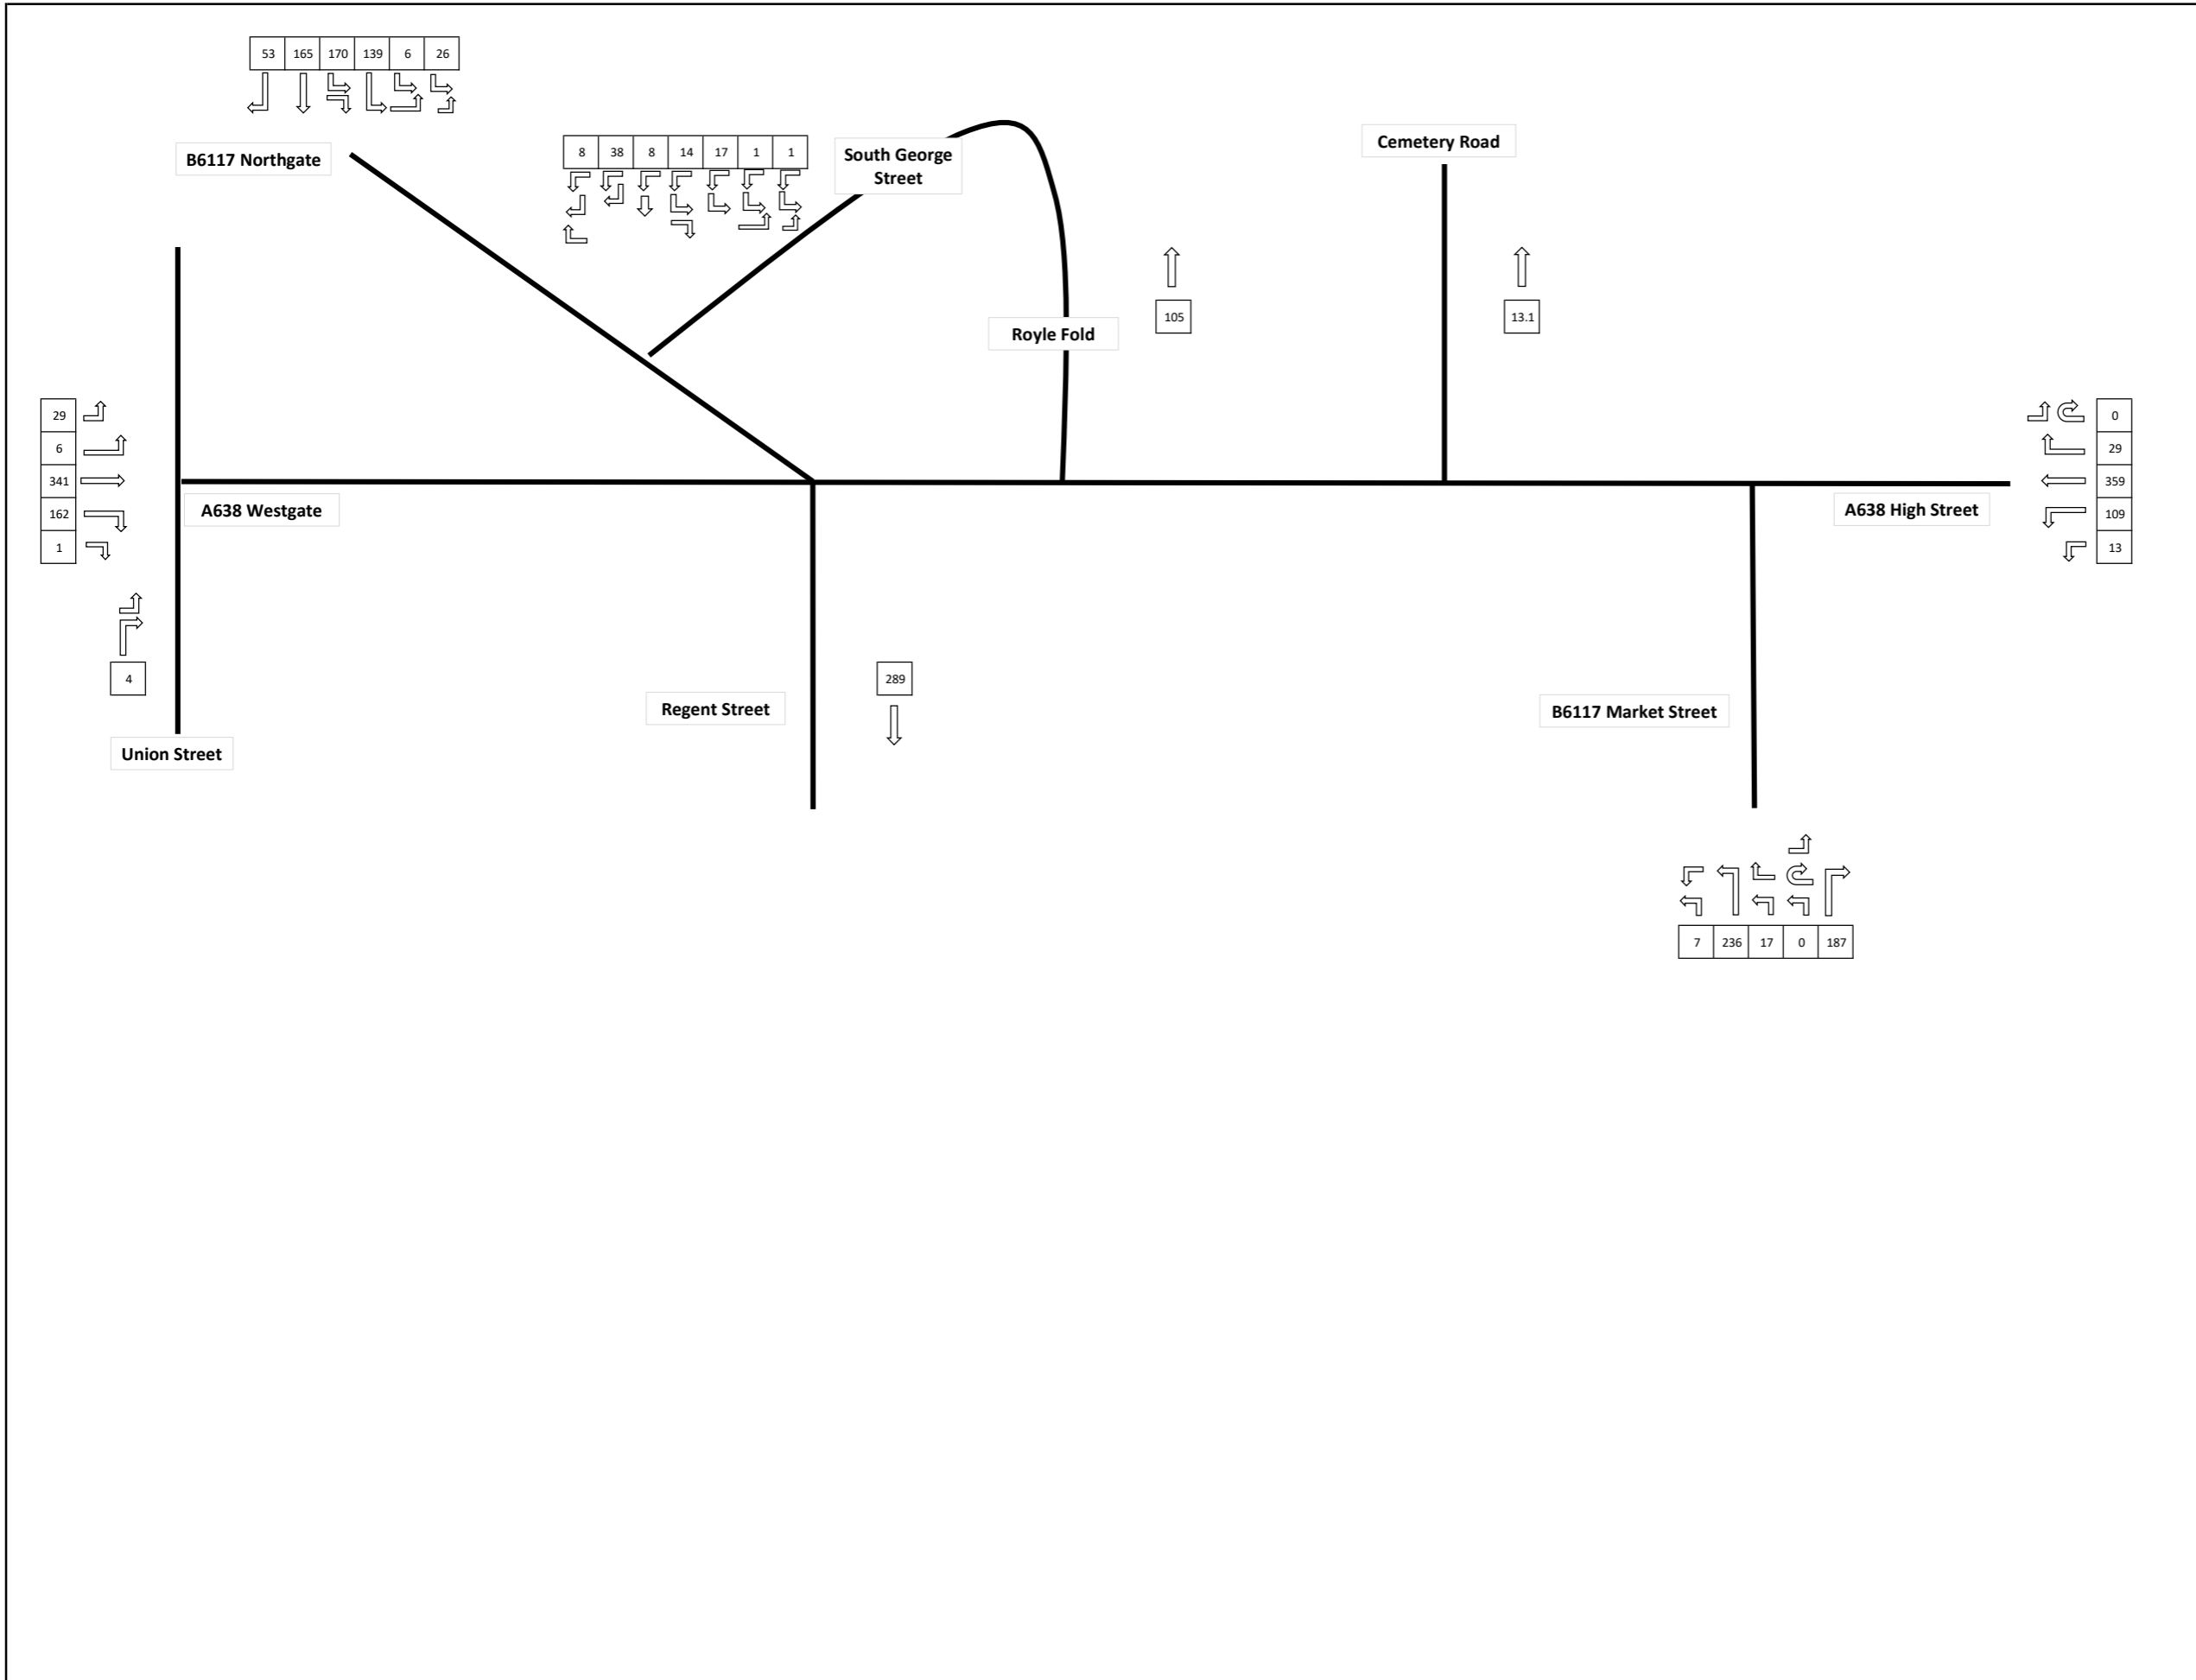 53 165 170 139 6 26
B6117 Northgate
8 38 8 14 17 1 1
South George
Street
Cemetery Road
Royle Fold
105
13.1
29
6
341
162
1
0
29
359
109
13
A638 Westgate
A638 High Street
4
Union Street
Regent Street
289
B6117 Market Street
7 236 17 0 187